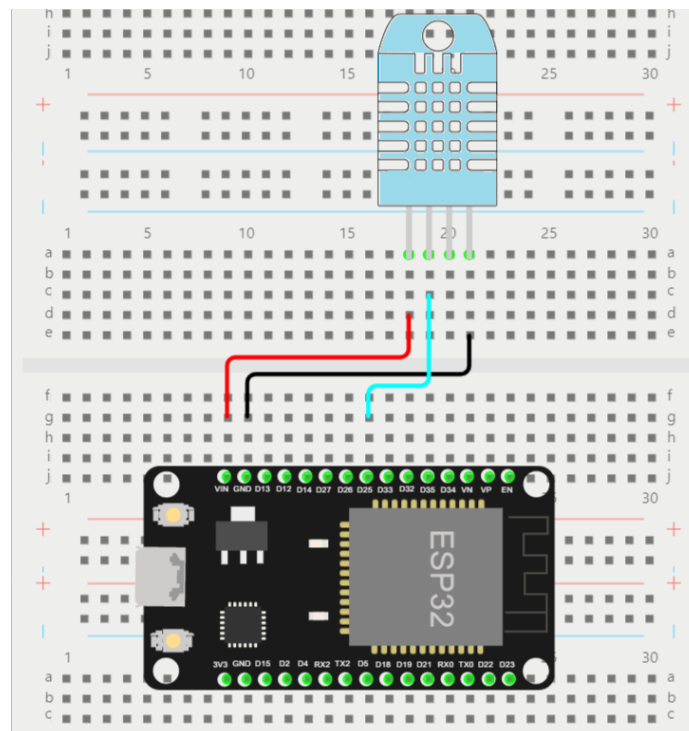 h h
i i
j j
1 5 10 15 25 30
+ +
1 5 10 15 20 25 30
a a
b b
c c
d d
e e
f f
g g
h h
i i
j j
VIN GND D13 D12 D14 D27 D26 D25 D33 D32 D35 D34 VN VP EN
1 30
+ +
+ +
ESP32
1 30
3V3 GND D15 D2 D4 RX2 TX2 D5 D18 D19 D21 RX0 TX0 D22 D23
a a
b b
c c